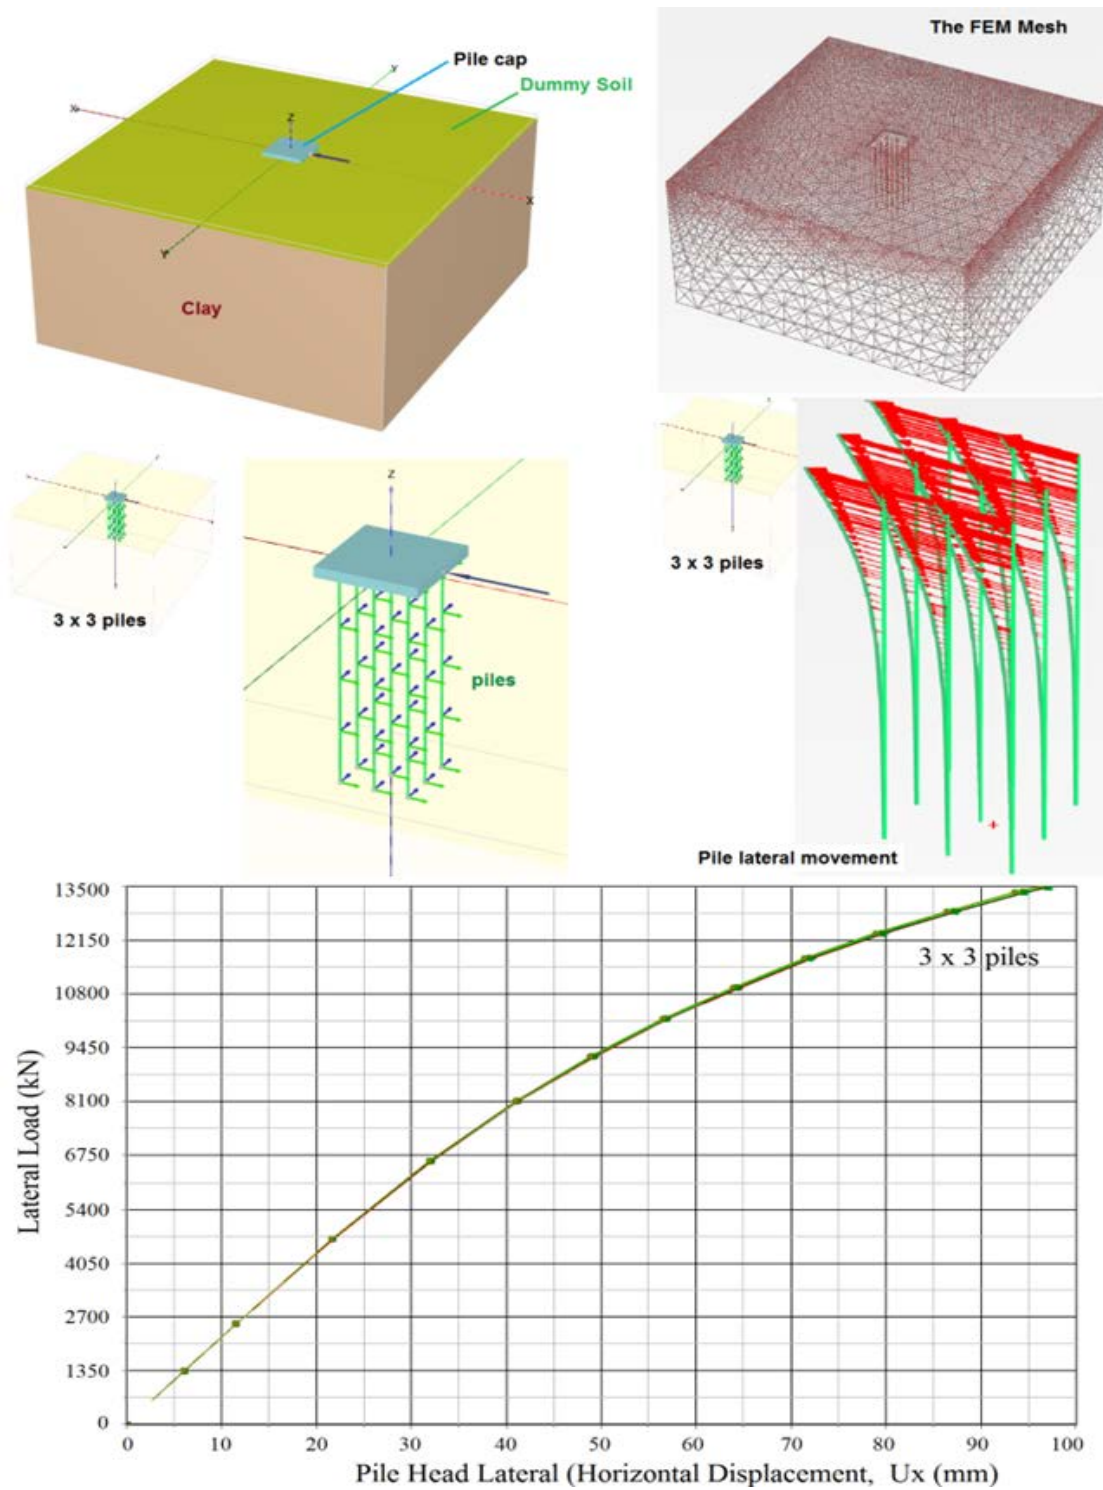 Pile cap
Dummy Soil
Y
X
Z
X
Y
Clay
The FEM Mesh
3 x 3 piles
Z
piles
3 x 3 piles
Pile lateral movement
13500
12150
10800
9450
8100
6750
5400
4050
2700
1350
0
Lateral Load (kN)
3 x 3 piles
0 10 20 30 40 50 60 70 80 90 100
Pile Head Lateral (Horizontal Displacement, Ux (mm)